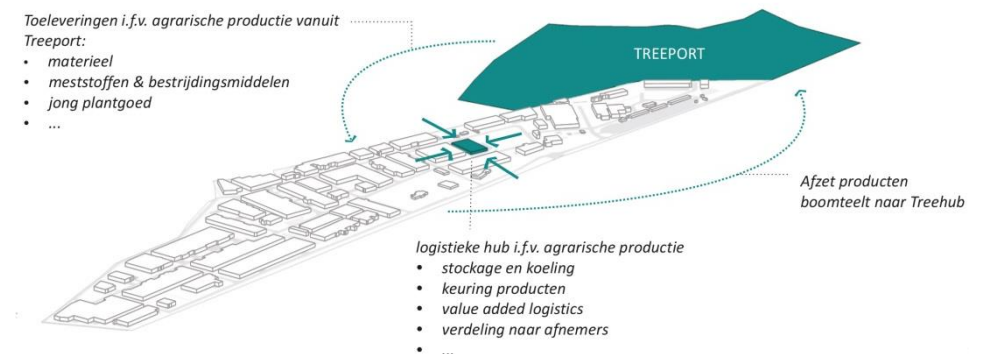 Toeleveringen i.f.v. agrarische productie vanuit
Treeport:
• materieel
• meststoffen & bestrijdingsmiddelen
• jong plantgoed
• ...
TREEPORT
Afzet producten
boomteelt naar Treehub
logistieke hub i.f.v. agrarische productie
• stockage en koeling
• keuring producten
• value added logistics
• verdeling naar afnemers
• ...